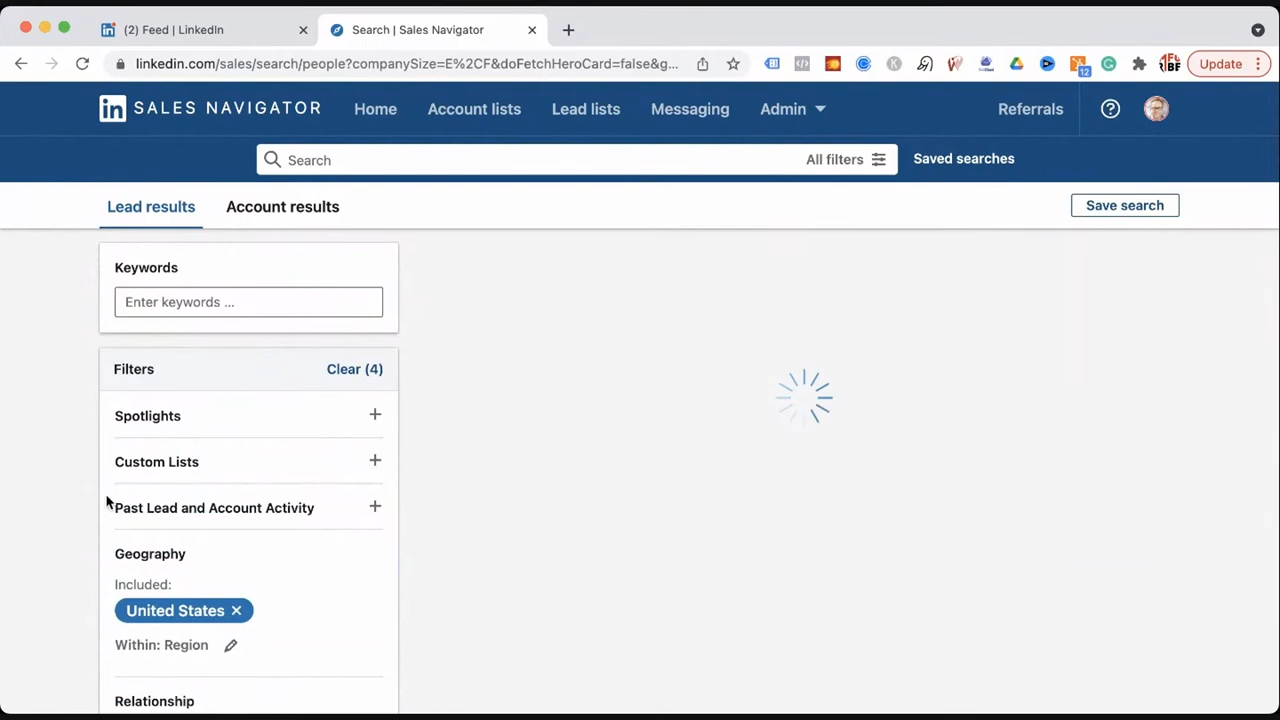 (2) Feed | LinkedIn
Search | Sales Navigator
linkedin.com/sales/search/people?companySize=E%2CF&doFetchHeroCard=false&g...
12
Update
in SALES NAVIGATOR
Home
Account lists
Lead lists
Messaging
Admin
Referrals
Search
All filters
Saved searches
Lead results
Account results
Save search
Keywords
Enter keywords ...
Filters
Clear (4)
Spotlights
Custom Lists
Past Lead and Account Activity
Geography
Included:
United States
Within: Region
Relationship